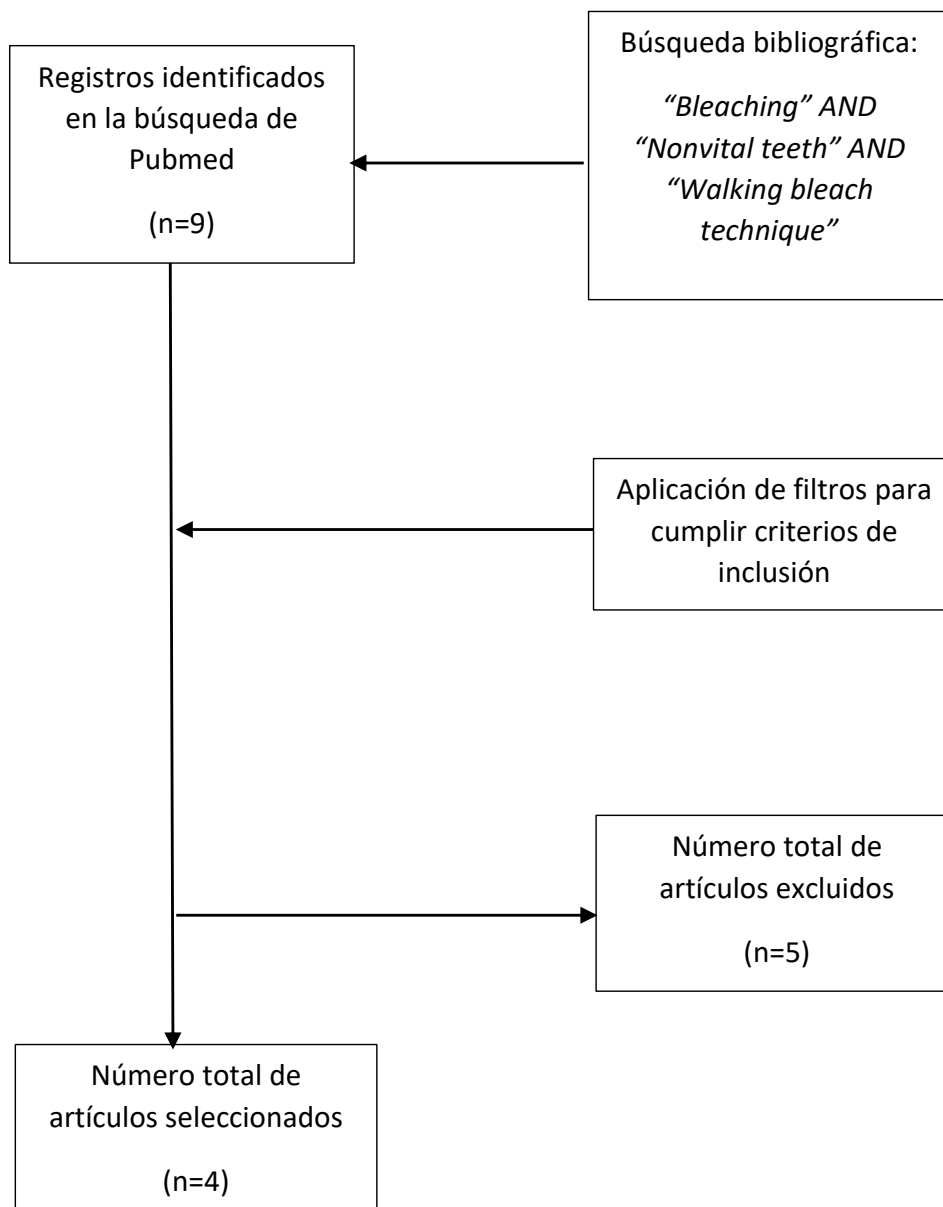 Búsqueda bibliográfica:
“Bleaching” AND
“Nonvital teeth” AND
“Walking bleach
technique”
Registros identificados
en la búsqueda de
Pubmed
(n=9)
Aplicación de filtros para
cumplir criterios de
inclusión
Número total de
artículos excluidos
(n=5)
Número total de
artículos seleccionados
(n=4)